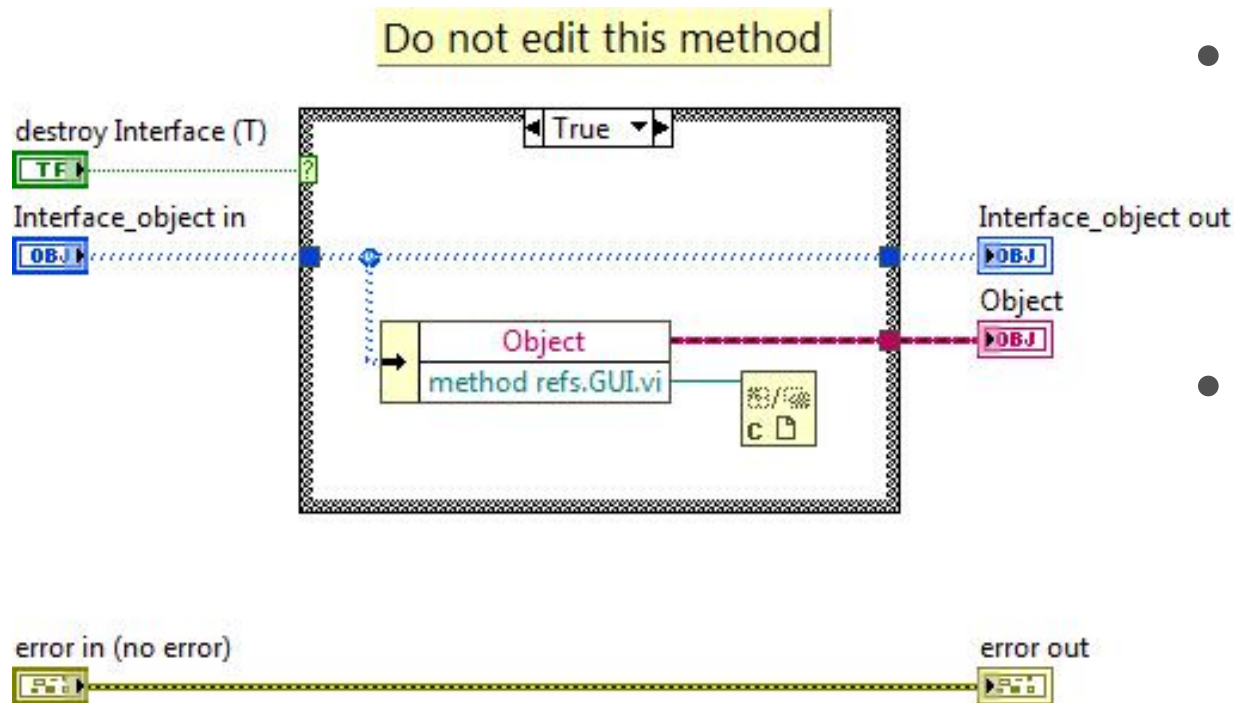 Do not edit this method
destroy Interface (T)
True
TF
?
Interface_object in
Interface_object out
OBJ
OBJ
Object
Object
OBJ
method refs.GUI.vi
C
error in (no error)
error out